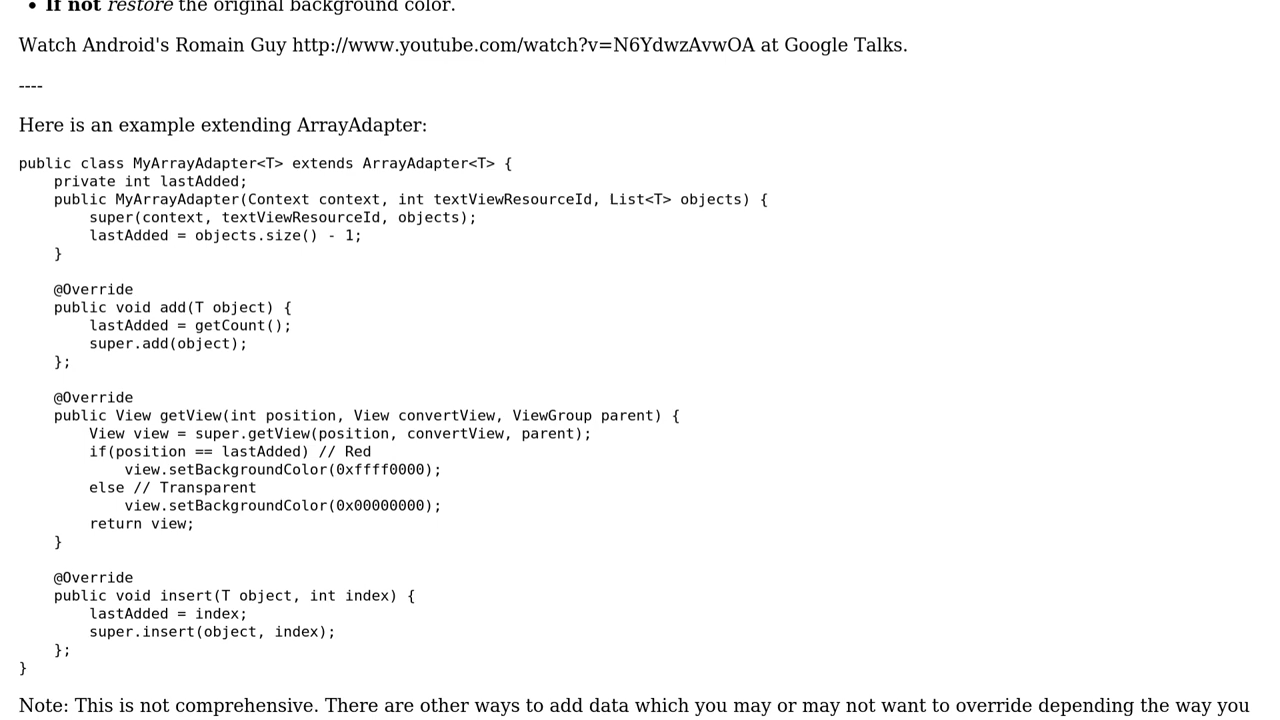 • If not restore the original background color.
Watch Android's Romain Guy http://www.youtube.com/watch?v=N6YdwzAvwOA at Google Talks.
----
Here is an example extending ArrayAdapter:
public class MyArrayAdapter<T> extends ArrayAdapter<T> {
    private int lastAdded;
    public MyArrayAdapter(Context context, int textViewResourceId, List<T> objects) {
        super(context, textViewResourceId, objects);
        lastAdded = objects.size() - 1;
    }

    @Override
    public void add(T object) {
        lastAdded = getCount();
        super.add(object);
    };

    @Override
    public View getView(int position, View convertView, ViewGroup parent) {
        View view = super.getView(position, convertView, parent);
        if(position == lastAdded) // Red
            view.setBackgroundColor(0xffff0000);
        else // Transparent
            view.setBackgroundColor(0x00000000);
        return view;
    }

    @Override
    public void insert(T object, int index) {
        lastAdded = index;
        super.insert(object, index);
    };
}
Note: This is not comprehensive. There are other ways to add data which you may or may not want to override depending the way you